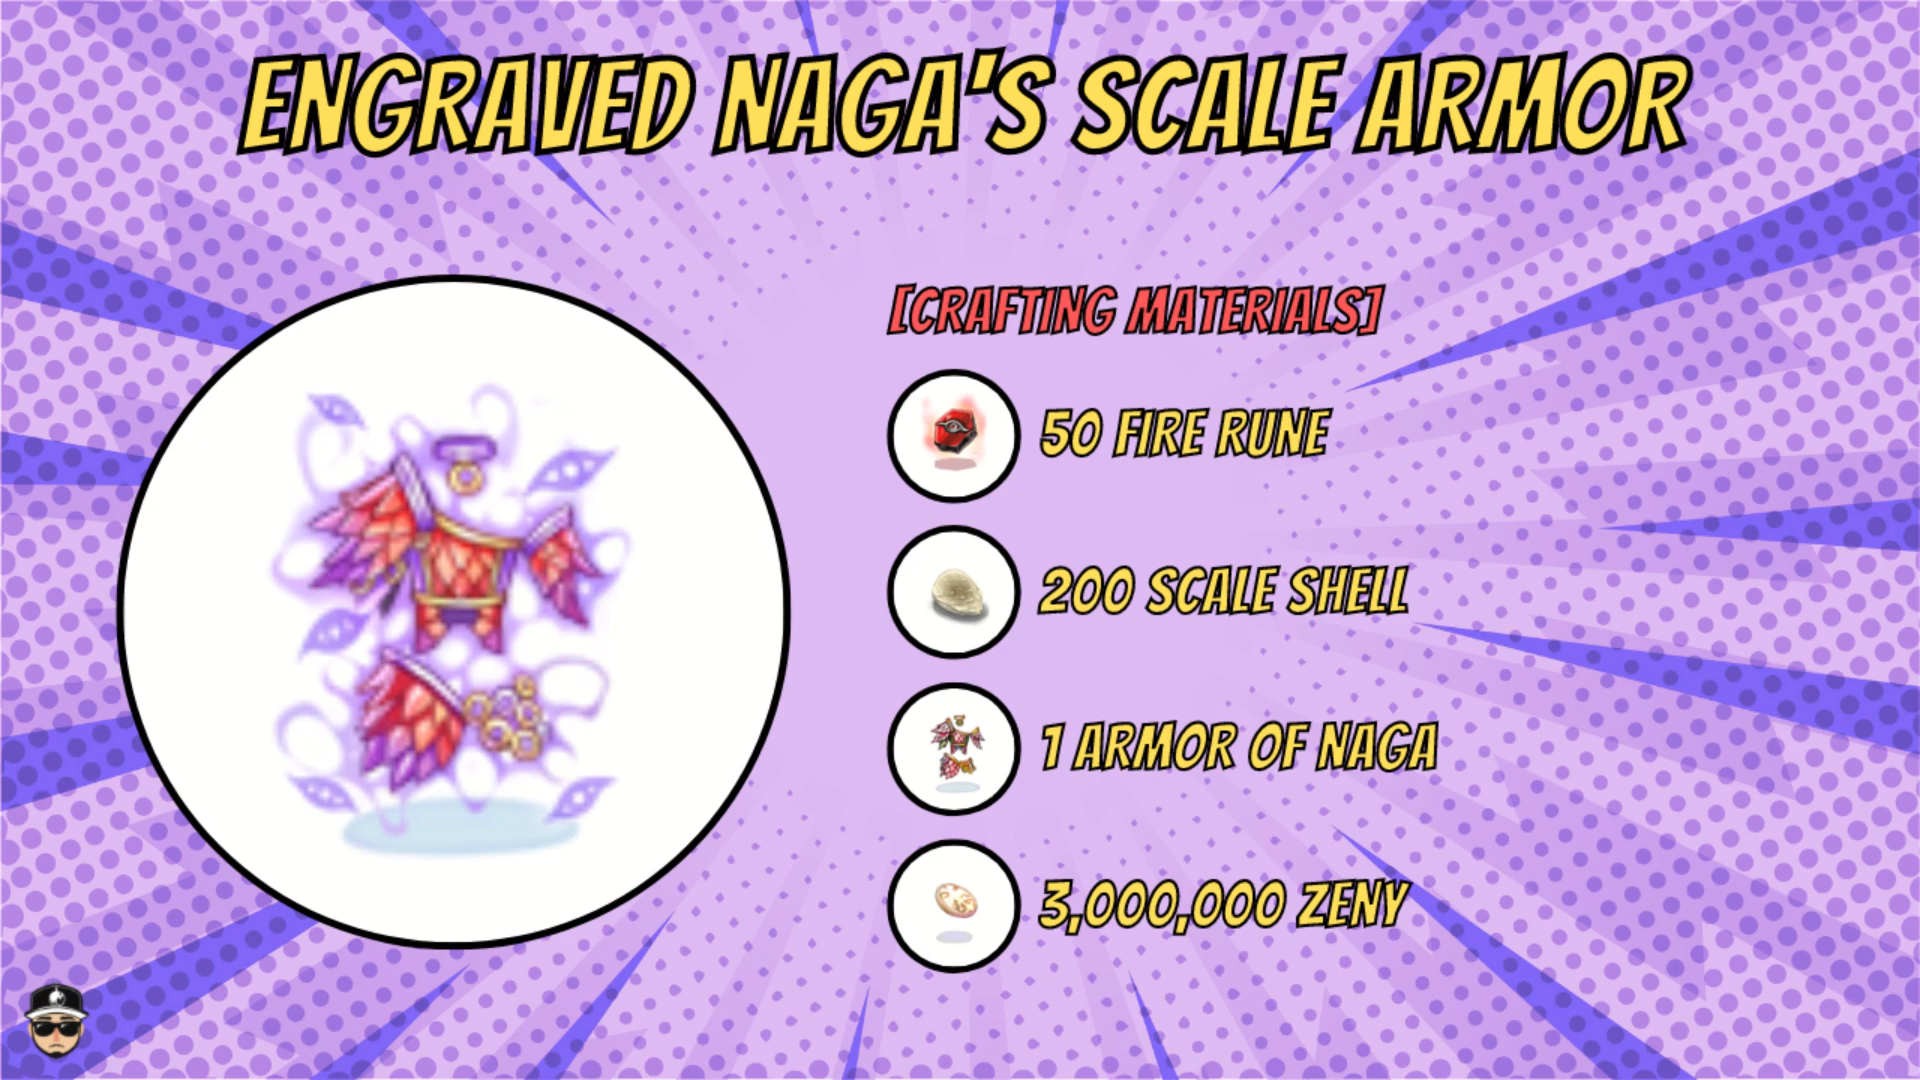 ENGRAVED NAGA'S SCALE ARMOR
[CRAFTING MATERIALS]
50 FIRE RUNE
200 SCALE SHELL
1 ARMOR OF NAGA
3,000,000 ZENY